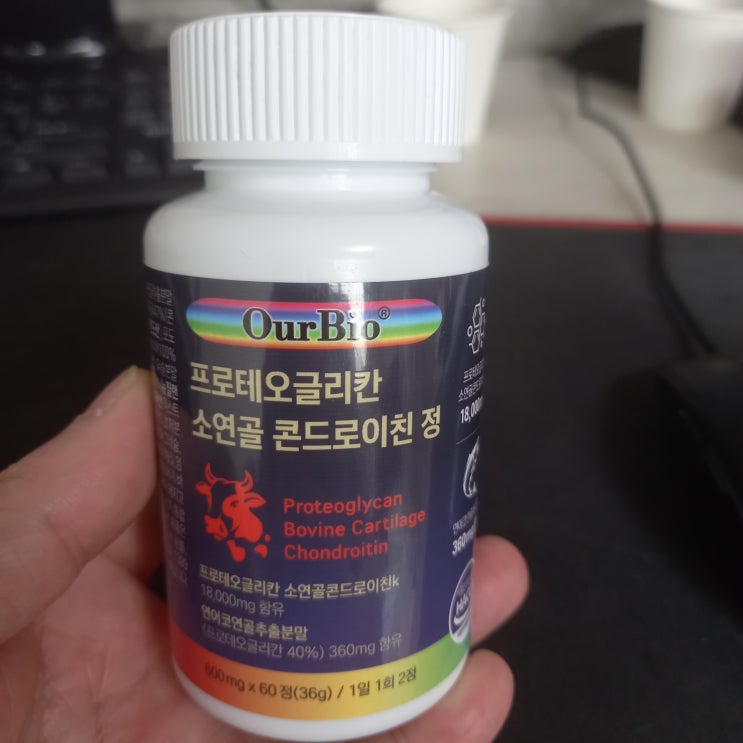 OurBio®
프로테오글리칸
소연골 콘드로이친 정
Proteoglycan
Bovine Cartilage
Chondroitin
프로테오글리칸 소연골콘드로이친k
18,000mg 함유
연어코연골추출분말
(프로테오글리칸 40%) 360mg 함유
600mg x 60정(36g) / 1일 1회 2정
18,000m
360mg